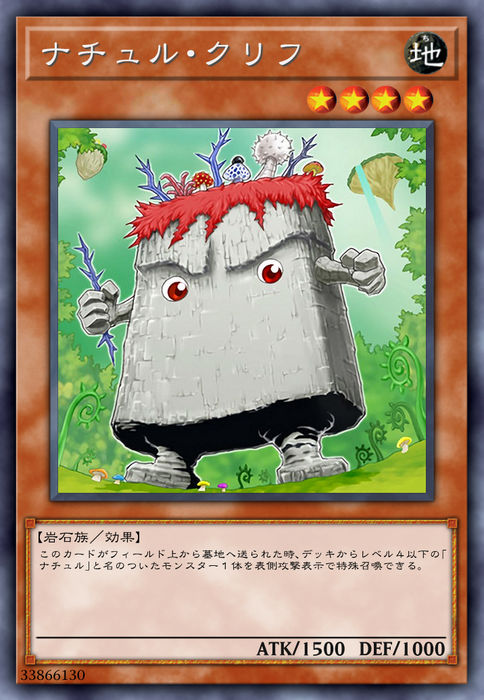 ナチュル・クリフ
ち
地
【岩石族／効果】
このカードがフィールド上から墓地へ送られた時、デッキからレベル４以下の「
ナチュル」と名のついたモンスター１体を表側攻撃表示で特殊召喚できる。
ATK/1500 DEF/1000
33866130